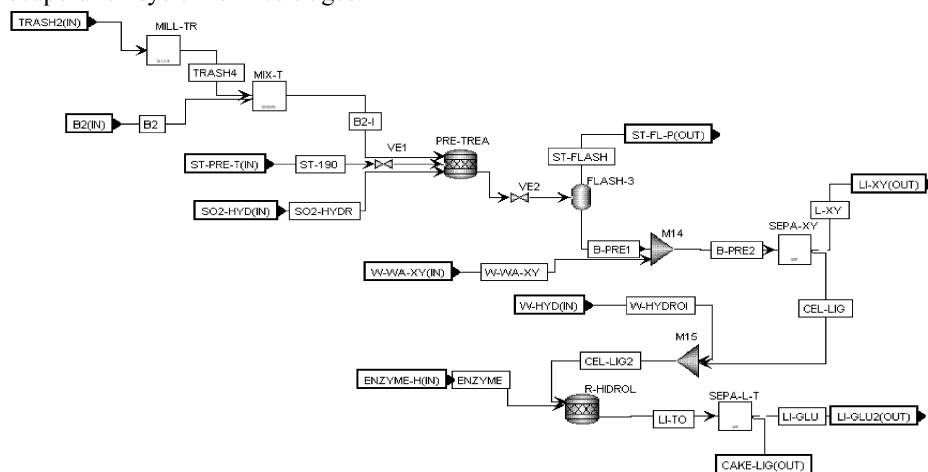 TRASH2(IN)
MILL-TR
TRASH4
MIX-T
B2(IN)
B2
B2-I
ST-FL-P(OUT)
PRE-TREA
VE1
ST-FLASH
ST-PRE-T(IN)
ST-190
VE2
FLASH-3
LI-XY(OUT)
SO2-HYD(IN)
SO2-HYDR
L-XY
SEPA-XY
M14
B-PRE1
B-PRE2
W-WA-XY(IN)
W-WA-XY
W-HYD(IN)
W-HYDROI
CEL-LIG
M15
CEL-LIG2
ENZYME-H(IN)
ENZYME
R-HIDROL
SEPA-L-T
LI-TO
LI-GLU
LI-GLU2(OUT)
CAKE-LIG(OUT)